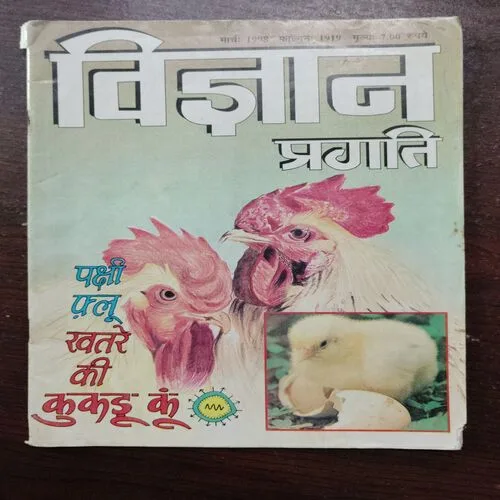 मार्च 1998 फाल्गुन 1919 मूल्य 7.00 रुपये
विज्ञान
प्रगति
पक्षी
फ़्लू
खतरे
की
कुकड़ू कूं